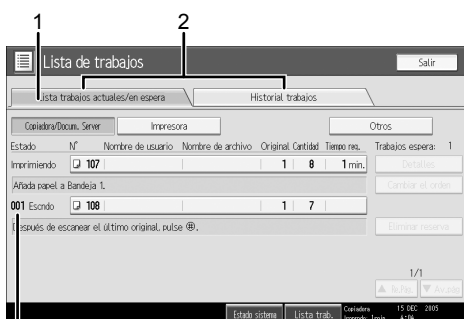 1 2
Lista de trabajos Salir
Lista trabajos actuales/en espera Historial trabajos
Copiadora/Docum. Server Impresora Otros
Estado N° Nombre de usuario Nombre de archivo Original Cantidad Tiempo req. Trabajos espera: 1
Imprimiendo 107 1 8 1 min. Detalles
Añada papel a Bandeja 1. Cambiar el orden
001 Escndo 108 1 7
Después de escanear el último original, pulse Eliminar reserva
1/1
Re.Pág. Av.pág
Estado sistema Lista trab. Copiadora 15 DEC 2005
Imprmdo 1min.